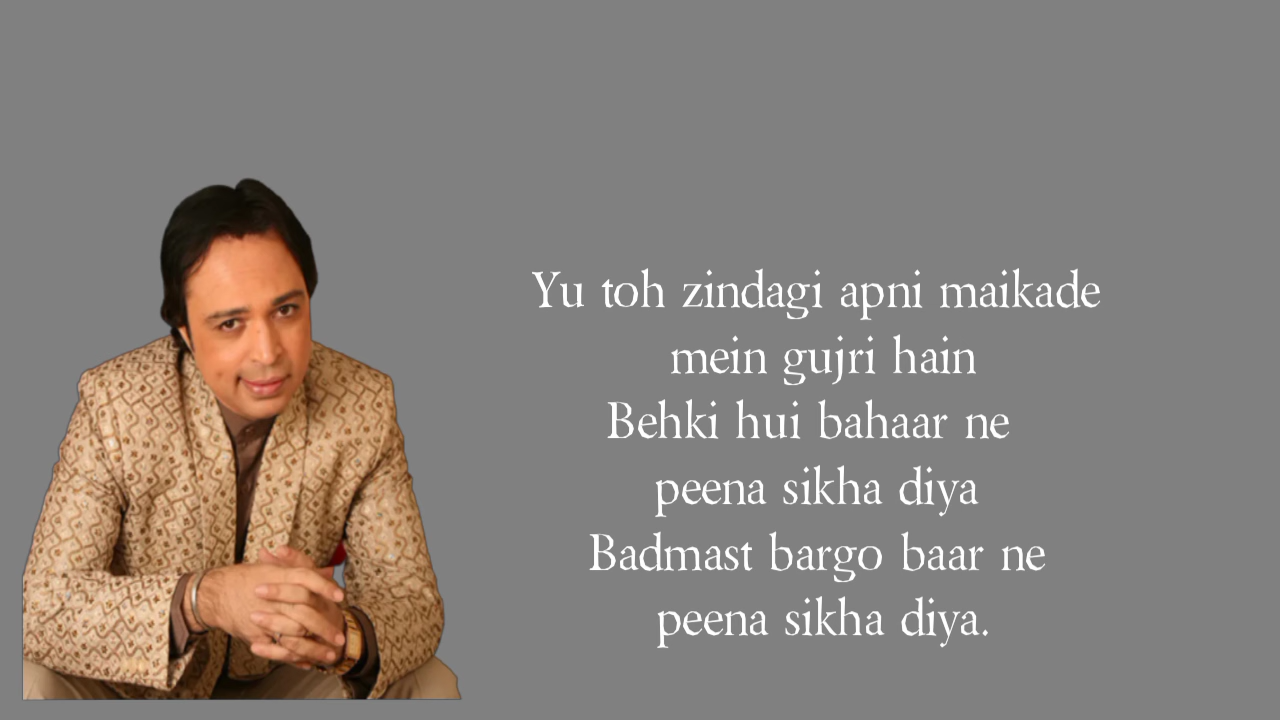 Yu toh zindagi apni maikade
mein gujri hain
Behki hui bahaar ne
peena sikha diya
Badmast bargo baar ne
peena sikha diya.